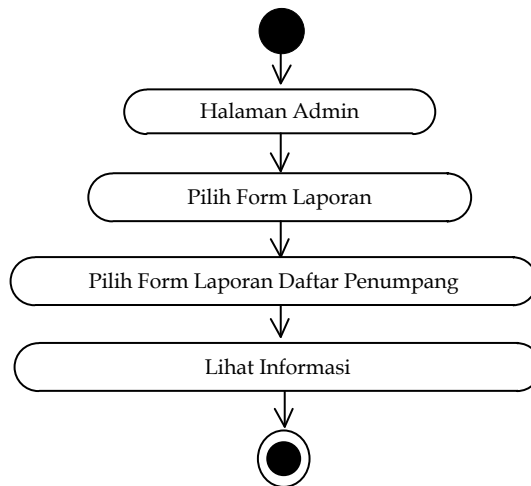 Halaman Admin
Pilih Form Laporan
Pilih Form Laporan Daftar Penumpang
Lihat Informasi